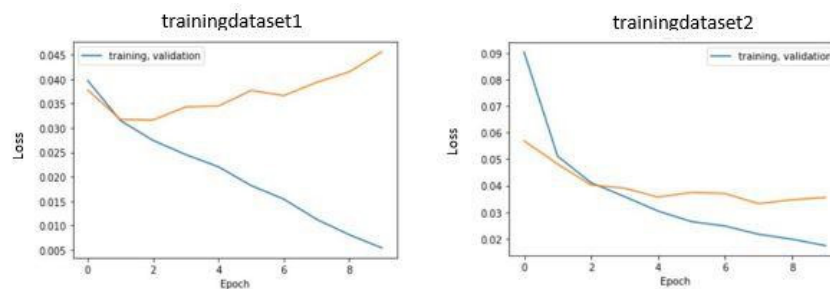 trainingdataset1
training, validation
0.045
0.040
0.035
0.030
0.025
0.020
0.015
0.010
0.005
Loss
0 2 4 6 8
Epoch
trainingdataset2
training, validation
0.09
0.08
0.07
0.06
0.05
0.04
0.03
0.02
Loss
0 2 4 6 8
Epoch